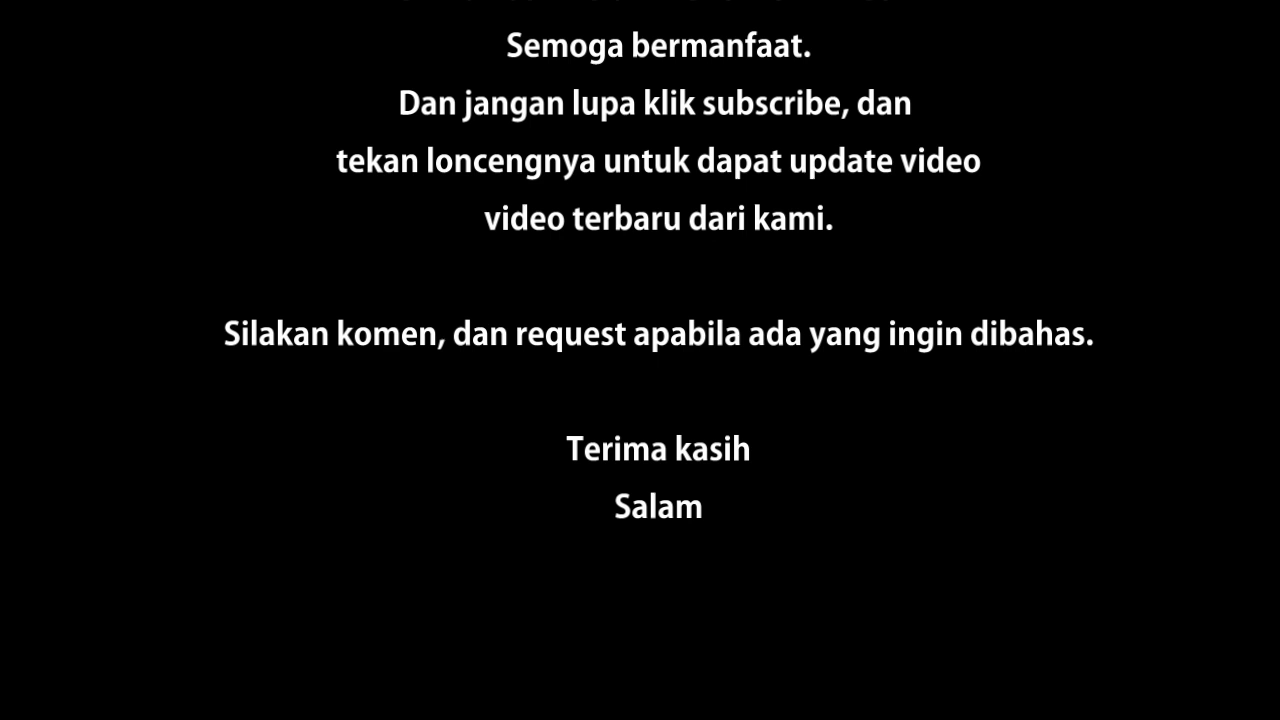 Semoga bermanfaat.
Dan jangan lupa klik subscribe, dan
tekan loncengnya untuk dapat update video
video terbaru dari kami.
Silakan komen, dan request apabila ada yang ingin dibahas.
Terima kasih
Salam